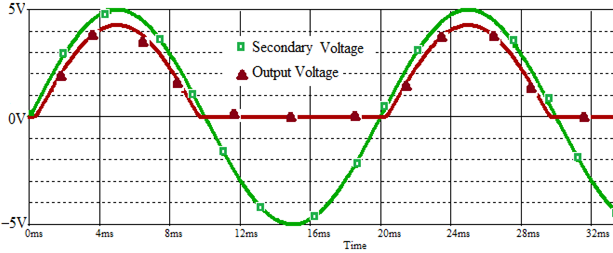 5V
Secondary Voltage
Output Voltage
0V
-5V
0ms 4ms 8ms 12ms 16ms 20ms 24ms 28ms 32ms
Time